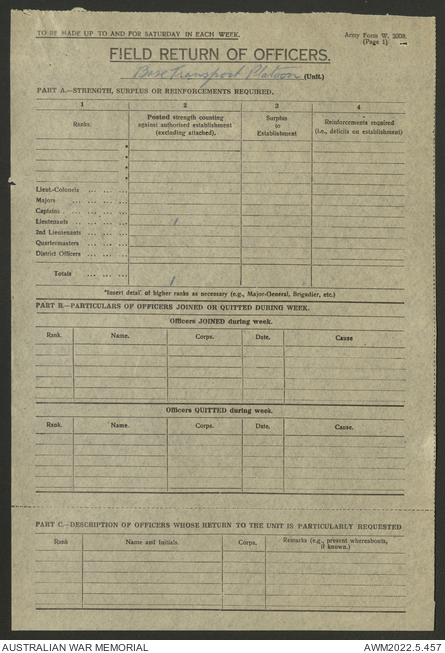 TO BE MADE UP TO AND FOR SATURDAY IN EACH WEEK.
Army Form W. 3008.
(Page 1)
FIELD RETURN OF OFFICERS.
Base Transport Platoon (Unit.)
PART A.—STRENGTH, SURPLUS OR REINFORCEMENTS REQUIRED.
1 2 3 4
Ranks.
Posted strength counting
against authorised establishment
(excluding attached).
Surplus
to
Establishment
Reinforcements required
(i.e., deficits on establishment)
*
*
*
*
Lieut.-Colonels ... ... ...
Majors ... ... ...
Captains . ... ... ...
Lieutenants ... ... ... 1
2nd Lieutenants ... ... ...
Quartermasters ... ...
District Officers ... ...
Totals ... ... ... 1
*Insert detail of higher ranks as necessary (e.g., Major-General, Brigadier, etc.)
PART B.—PARTICULARS OF OFFICERS JOINED OR QUITTED DURING WEEK.
Officers JOINED during week.
Rank. Name. Corps. Date. Cause
Officers QUITTED during week.
Rank. Name. Corps. Date. Cause.
PART C.—DESCRIPTION OF OFFICERS WHOSE RETURN TO THE UNIT IS PARTICULARLY REQUESTED
Rank Name and Initials. Corps. Remarks (e.g., present whereabouts,
if known.)
AUSTRALIAN WAR MEMORIAL AWM2022.5.457